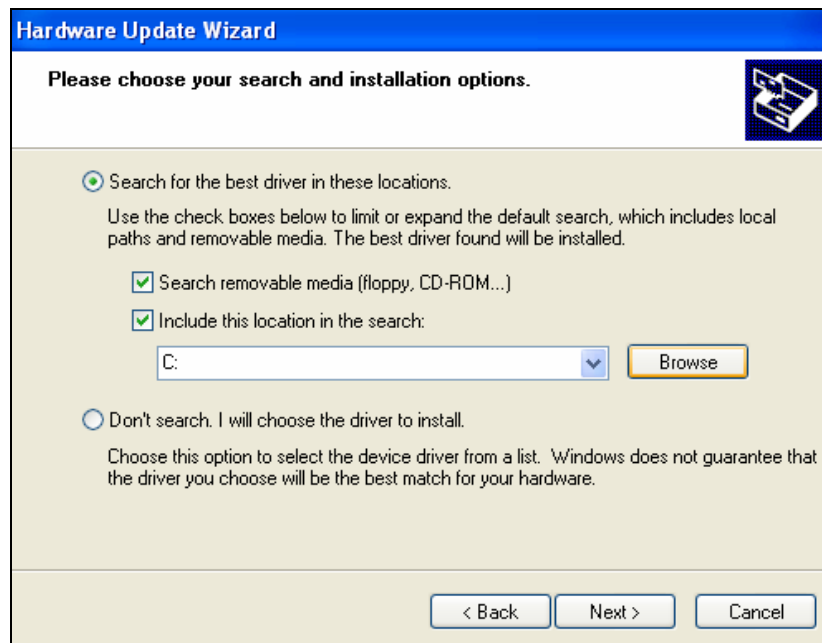 Hardware Update Wizard
Please choose your search and installation options.
Search for the best driver in these locations.
Use the check boxes below to limit or expand the default search, which includes local
paths and removable media. The best driver found will be installed.
Search removable media (floppy, CD-ROM...)
Include this location in the search:
C:
Browse
Don't search. I will choose the driver to install.
Choose this option to select the device driver from a list.  Windows does not guarantee that
the driver you choose will be the best match for your hardware.
< Back
Next >
Cancel